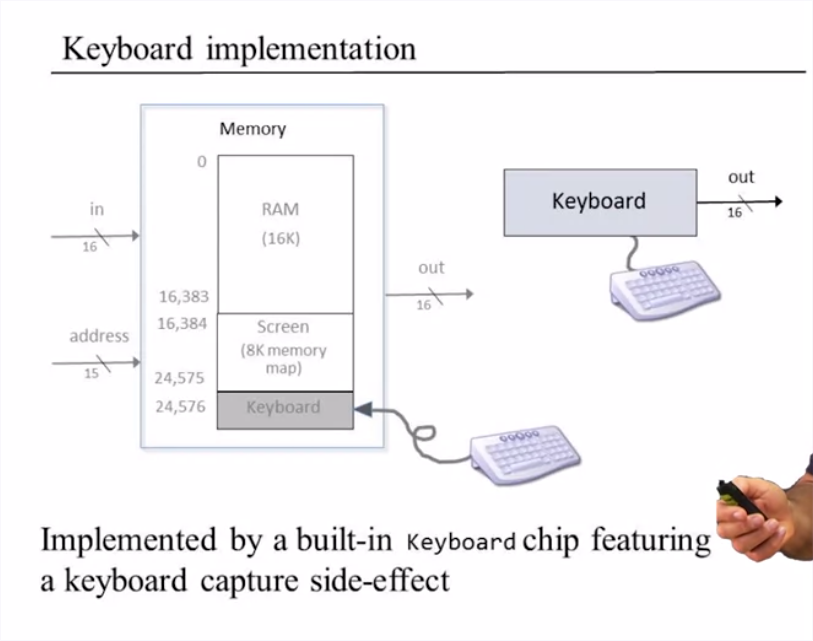 Keyboard implementation
Memory
0
RAM
(16K)
in
16
16,383
16,384
Screen
(8K memory
map)
address
15
24,575
24,576
Keyboard
out
16
Keyboard
out
16
Implemented by a built-in Keyboard chip featuring
a keyboard capture side-effect